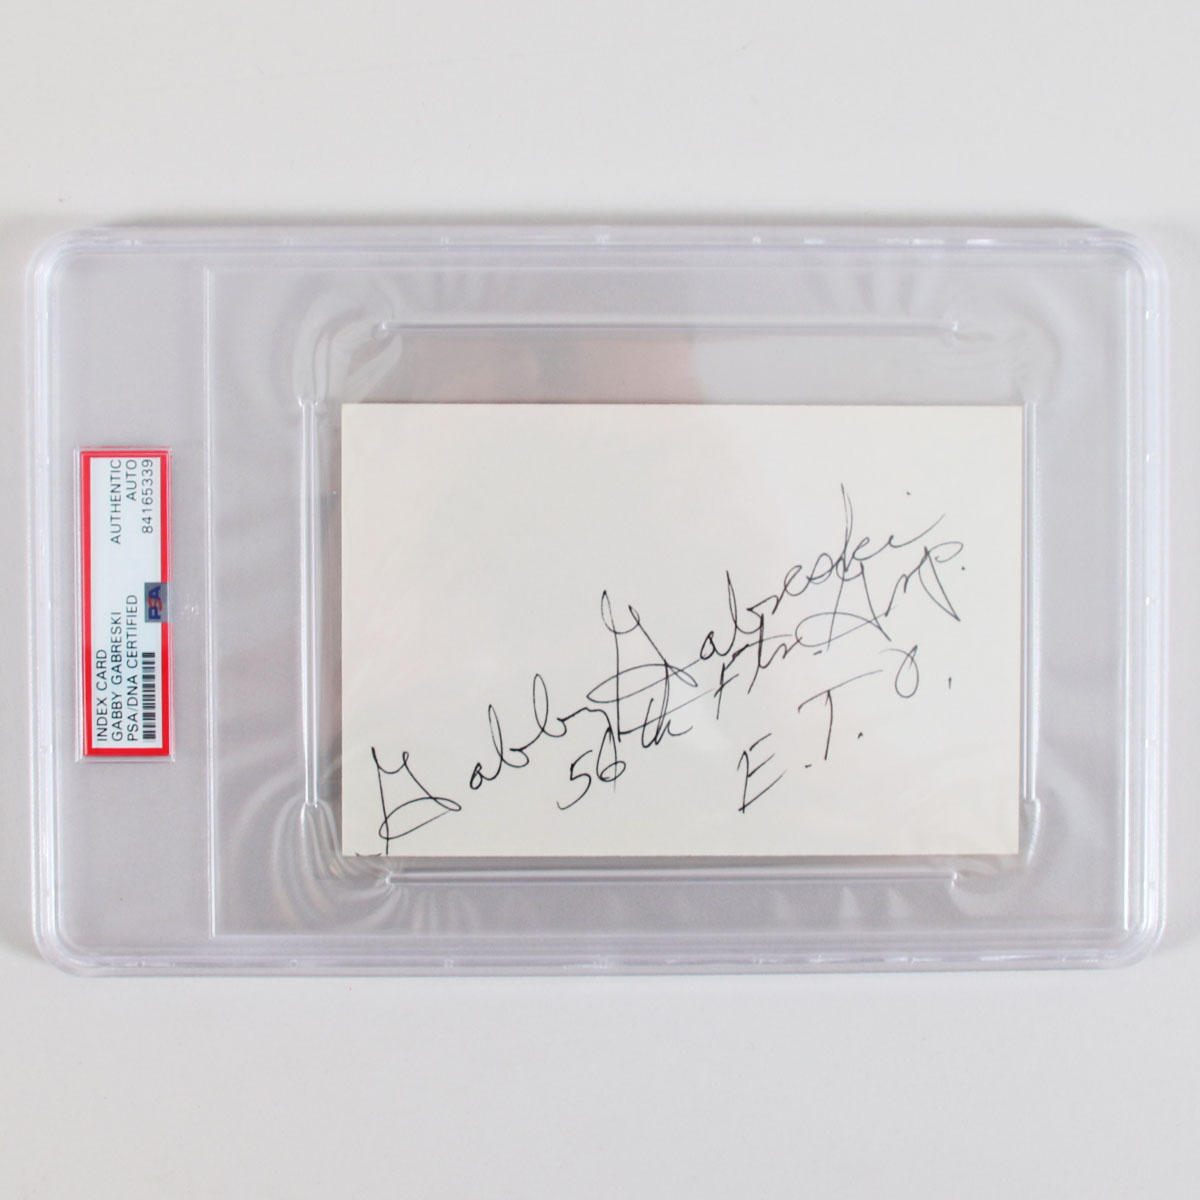 INDEX CARD
GABBY GABRESKI
PSA/DNA CERTIFIED
AUTHENTIC
AUTO
84165339
PSA
Gabby Gabreski
56th Ftr. Grp.
E.T.O.